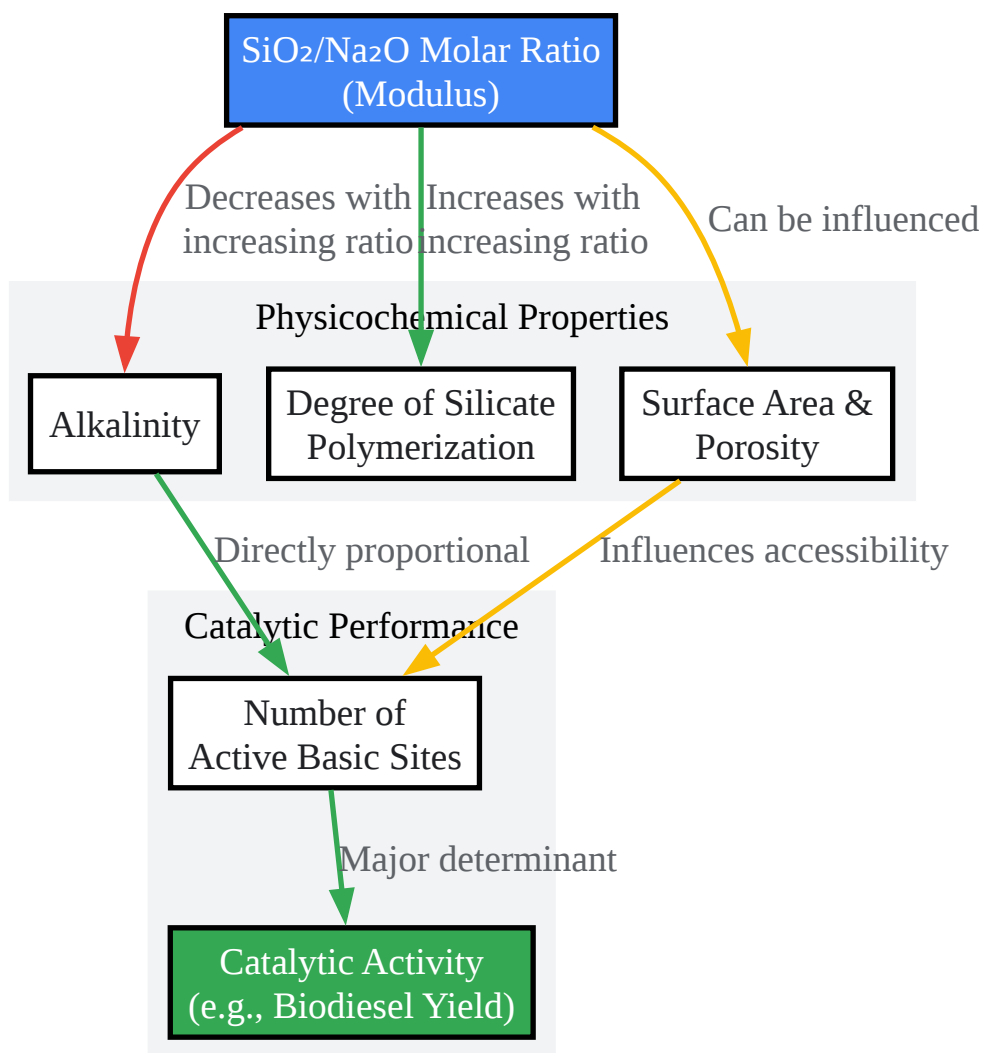 SiO₂/Na₂O Molar Ratio
(Modulus)
Decreases with
increasing ratio
Increases with
increasing ratio
Can be influenced
Physicochemical Properties
Alkalinity
Degree of Silicate
Polymerization
Surface Area &
Porosity
Directly proportional
Influences accessibility
Catalytic Performance
Number of
Active Basic Sites
Major determinant
Catalytic Activity
(e.g., Biodiesel Yield)